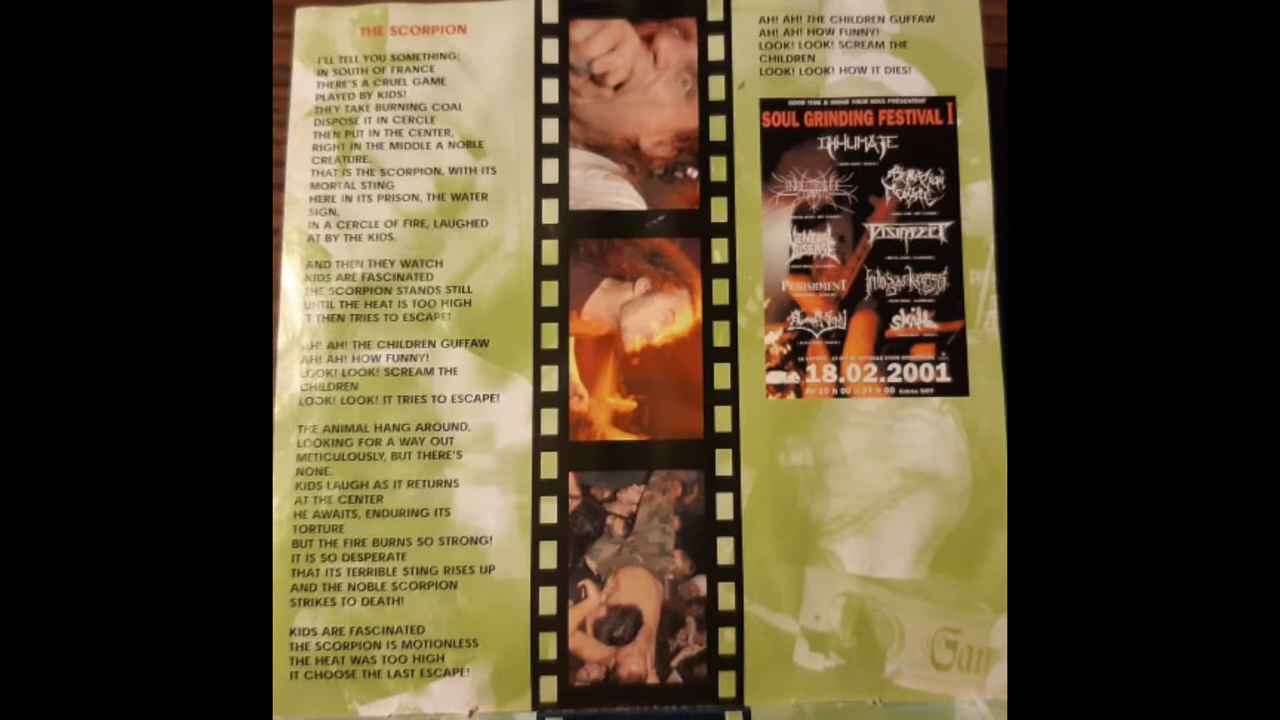 THE SCORPION
I'LL TELL YOU SOMETHING:
IN SOUTH OF FRANCE
THERE'S A CRUEL GAME
PLAYED BY KIDS!
THEY TAKE BURNING COAL
DISPOSE IT IN CERCLE
THEN PUT IN THE CENTER,
RIGHT IN THE MIDDLE A NOBLE
CREATURE.
THAT IS THE SCORPION, WITH ITS
MORTAL STING
HERE IN ITS PRISON, THE WATER
SIGN,
IN A CERCLE OF FIRE, LAUGHED
AT BY THE KIDS.
AND THEN THEY WATCH
KIDS ARE FASCINATED
THE SCORPION STANDS STILL
UNTIL THE HEAT IS TOO HIGH
IT THEN TRIES TO ESCAPE!
AH! AH! THE CHILDREN GUFFAW
AH! AH! HOW FUNNY!
LOOK! LOOK! SCREAM THE
CHILDREN
LOOK! LOOK! IT TRIES TO ESCAPE!
THE ANIMAL HANG AROUND,
LOOKING FOR A WAY OUT
METICULOUSLY, BUT THERE'S
NONE.
KIDS LAUGH AS IT RETURNS
AT THE CENTER
HE AWAITS, ENDURING ITS
TORTURE
BUT THE FIRE BURNS SO STRONG!
IT IS SO DESPERATE
THAT ITS TERRIBLE STING RISES UP
AND THE NOBLE SCORPION
STRIKES TO DEATH!
KIDS ARE FASCINATED
THE SCORPION IS MOTIONLESS
THE HEAT WAS TOO HIGH
IT CHOOSE THE LAST ESCAPE!
AH! AH! THE CHILDREN GUFFAW
AH! AH! HOW FUNNY!
LOOK! LOOK! SCREAM THE
CHILDREN
LOOK! LOOK! HOW IT DIES!
SOUL GRINDING FESTIVAL I
INHUMATE
DISEASE
PUNISHMENT
INTO DARKNESS
SKILL
18.02.2001